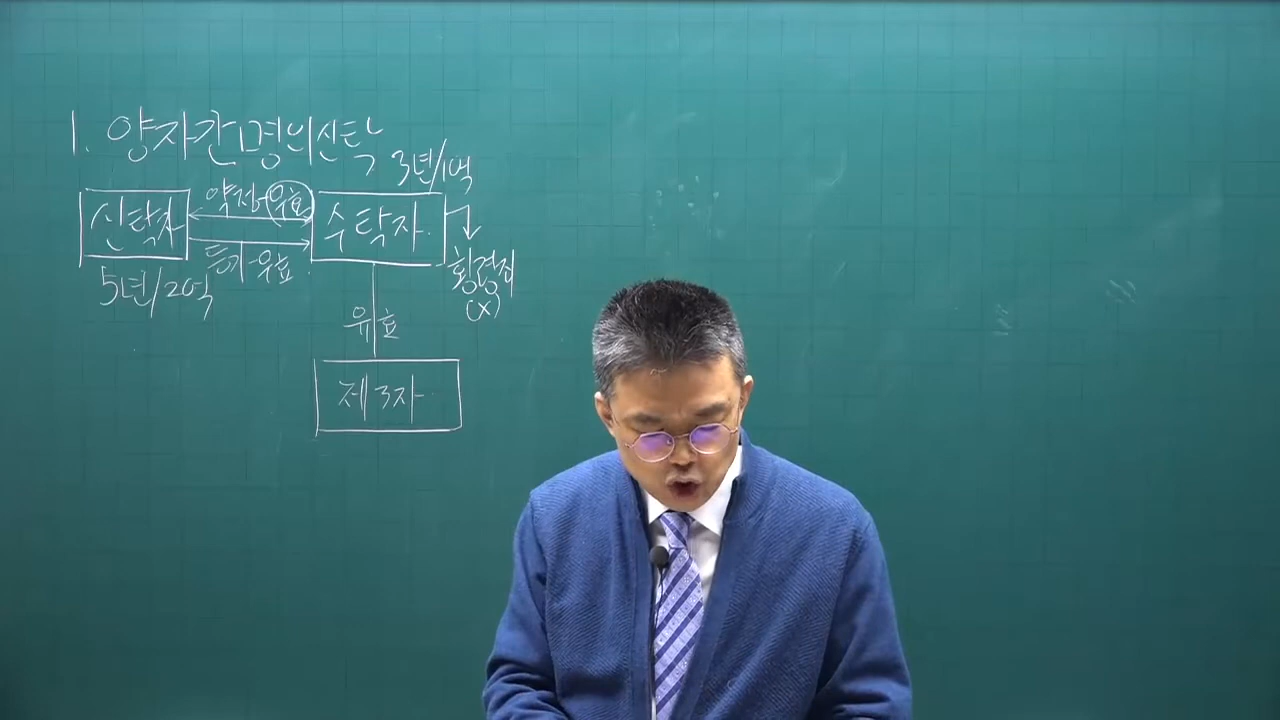 1. 양자간명의신탁
3년/1억
신탁자 약정-무효 수탁자
등기-무효
5년/2억
횡령죄
(X)
유효
제3자